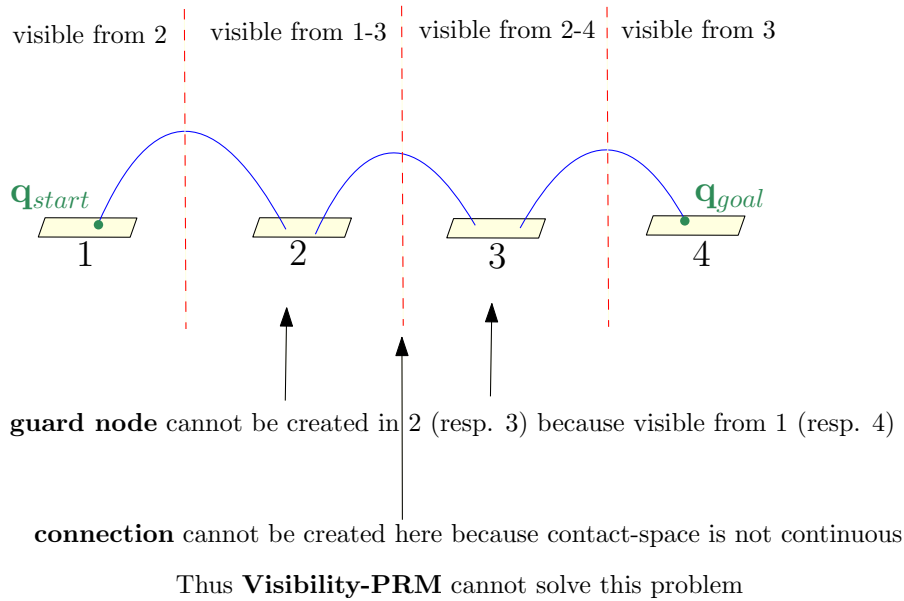 visible from 2 visible from 1-3 visible from 2-4 visible from 3
q_start
q_goal
1 2 3 4
guard node cannot be created in 2 (resp. 3) because visible from 1 (resp. 4)
connection cannot be created here because contact-space is not continuous
Thus Visibility-PRM cannot solve this problem